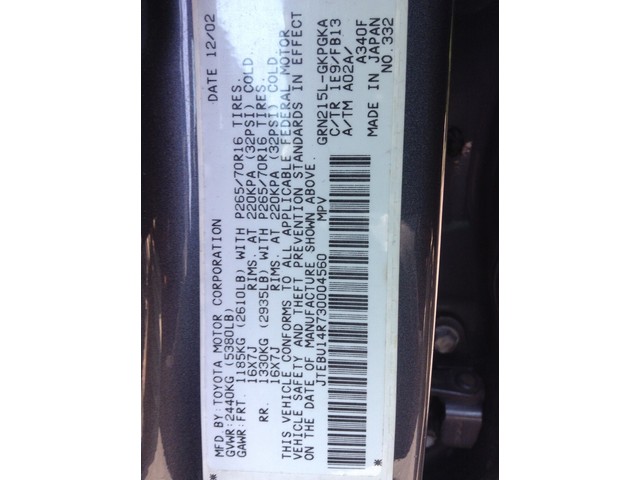 MFD.BY:TOYOTA MOTOR CORPORATION DATE 12/02
GVWR:2440KG (5380LB)
GAWR:FRT. 1185KG (2610LB) WITH P265/70R16 TIRES.
16X7J RIMS. AT 220KPA (32PSI) COLD
RR. 1330KG (2935LB) WITH P265/70R16 TIRES.
16X7J RIMS. AT 220KPA (32PSI) COLD
THIS VEHICLE CONFORMS TO ALL APPLICABLE FEDERAL MOTOR
VEHICLE SAFETY AND THEFT PREVENTION STANDARDS IN EFFECT
ON THE DATE OF MANUFACTURE SHOWN ABOVE.
JTEBU14R730004560 MPV GRN215L-GKPGKA
C/TR 1E9/FB13
A/TM A02A/
A340F
MADE IN JAPAN
NO.332
* *